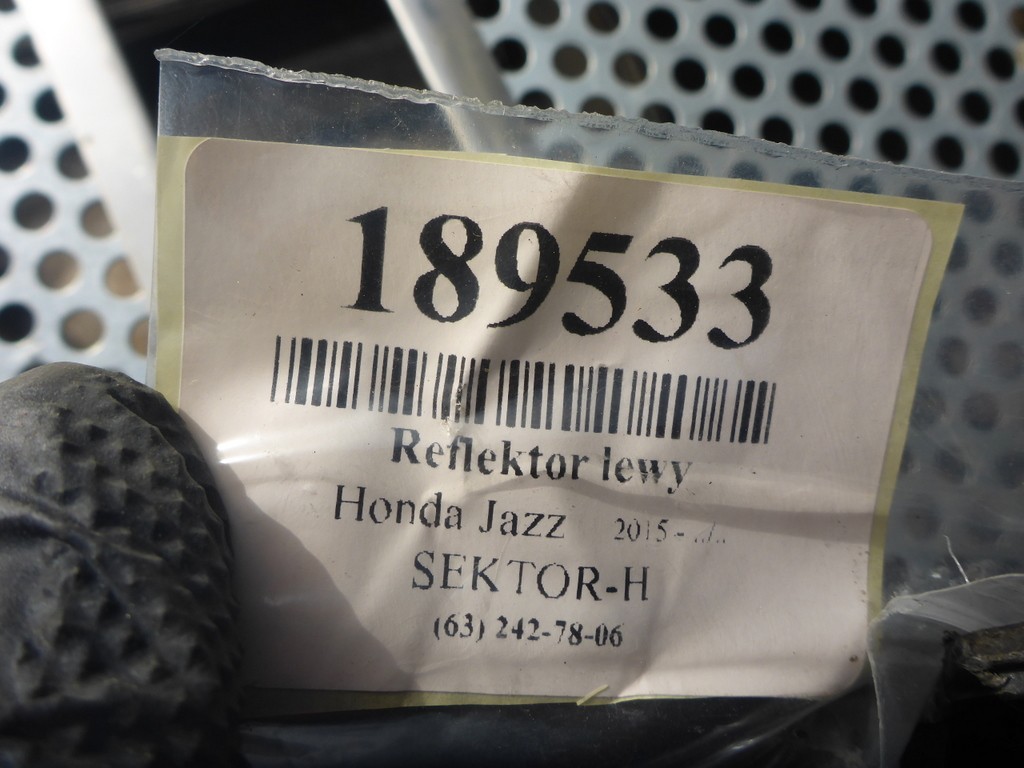 189533
Reflektor lewy
Honda Jazz 2015 -
SEKTOR-H
(63) 242-78-06